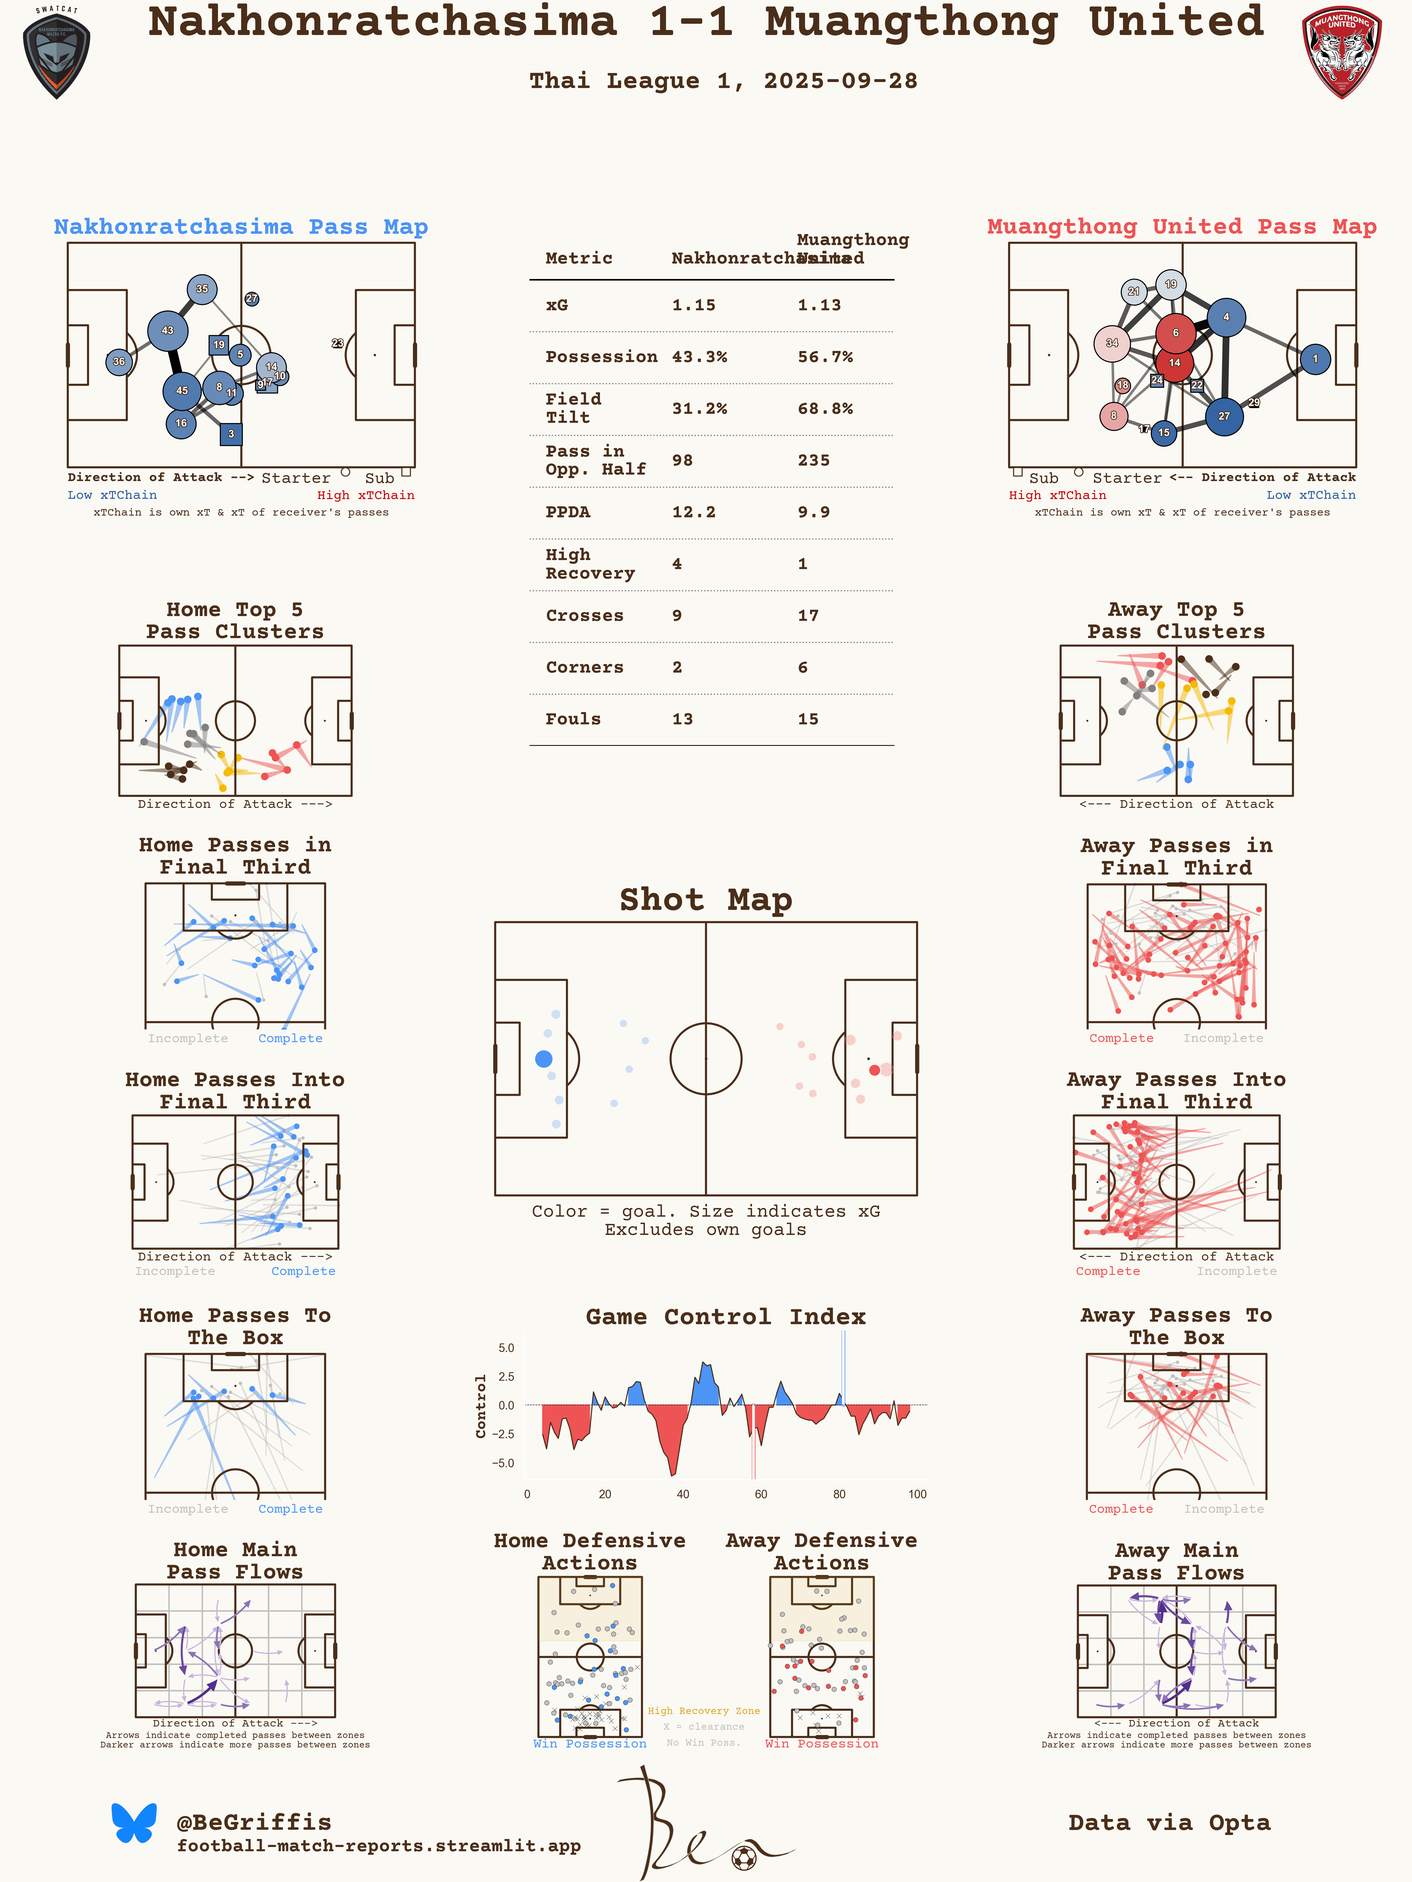 SWATCAT
Nakhonratchasima 1-1 Muangthong United
MUANGTHONG
UNITED
Thai League 1, 2025-09-28
Nakhonratchasima Pass Map
35
27
43
19
5
23
36
14
10
9
17
45
8
11
16
3
Direction of Attack --> Starter Sub
Low xTChain High xTChain
xTChain is own xT & xT of receiver's passes
Metric Nakhonratchasima Muangthong United
xG 1.15 1.13
Possession 43.3% 56.7%
Field Tilt 31.2% 68.8%
Pass in Opp. Half 98 235
PPDA 12.2 9.9
High Recovery 4 1
Crosses 9 17
Corners 2 6
Fouls 13 15
Muangthong United Pass Map
21
19
4
6
34
14
1
24
18
22
29
8
17
15
27
Sub Starter <-- Direction of Attack
High xTChain Low xTChain
xTChain is own xT & xT of receiver's passes
Home Top 5
Pass Clusters
Direction of Attack --->
Away Top 5
Pass Clusters
<--- Direction of Attack
Home Passes in
Final Third
Incomplete Complete
Away Passes in
Final Third
Complete Incomplete
Shot Map
Color = goal. Size indicates xG
Excludes own goals
Home Passes Into
Final Third
Direction of Attack --->
Incomplete Complete
Away Passes Into
Final Third
<--- Direction of Attack
Complete Incomplete
Home Passes To
The Box
Incomplete Complete
Game Control Index
Control
5.0
2.5
0.0
−2.5
−5.0
0 20 40 60 80 100
Away Passes To
The Box
Complete Incomplete
Home Main
Pass Flows
Direction of Attack --->
Arrows indicate completed passes between zones
Darker arrows indicate more passes between zones
Home Defensive
Actions
Win Possession
High Recovery Zone
X = clearance
No Win Poss.
Away Defensive
Actions
Win Possession
Away Main
Pass Flows
<--- Direction of Attack
Arrows indicate completed passes between zones
Darker arrows indicate more passes between zones
@BeGriffis
football-match-reports.streamlit.app
Ben
Data via Opta